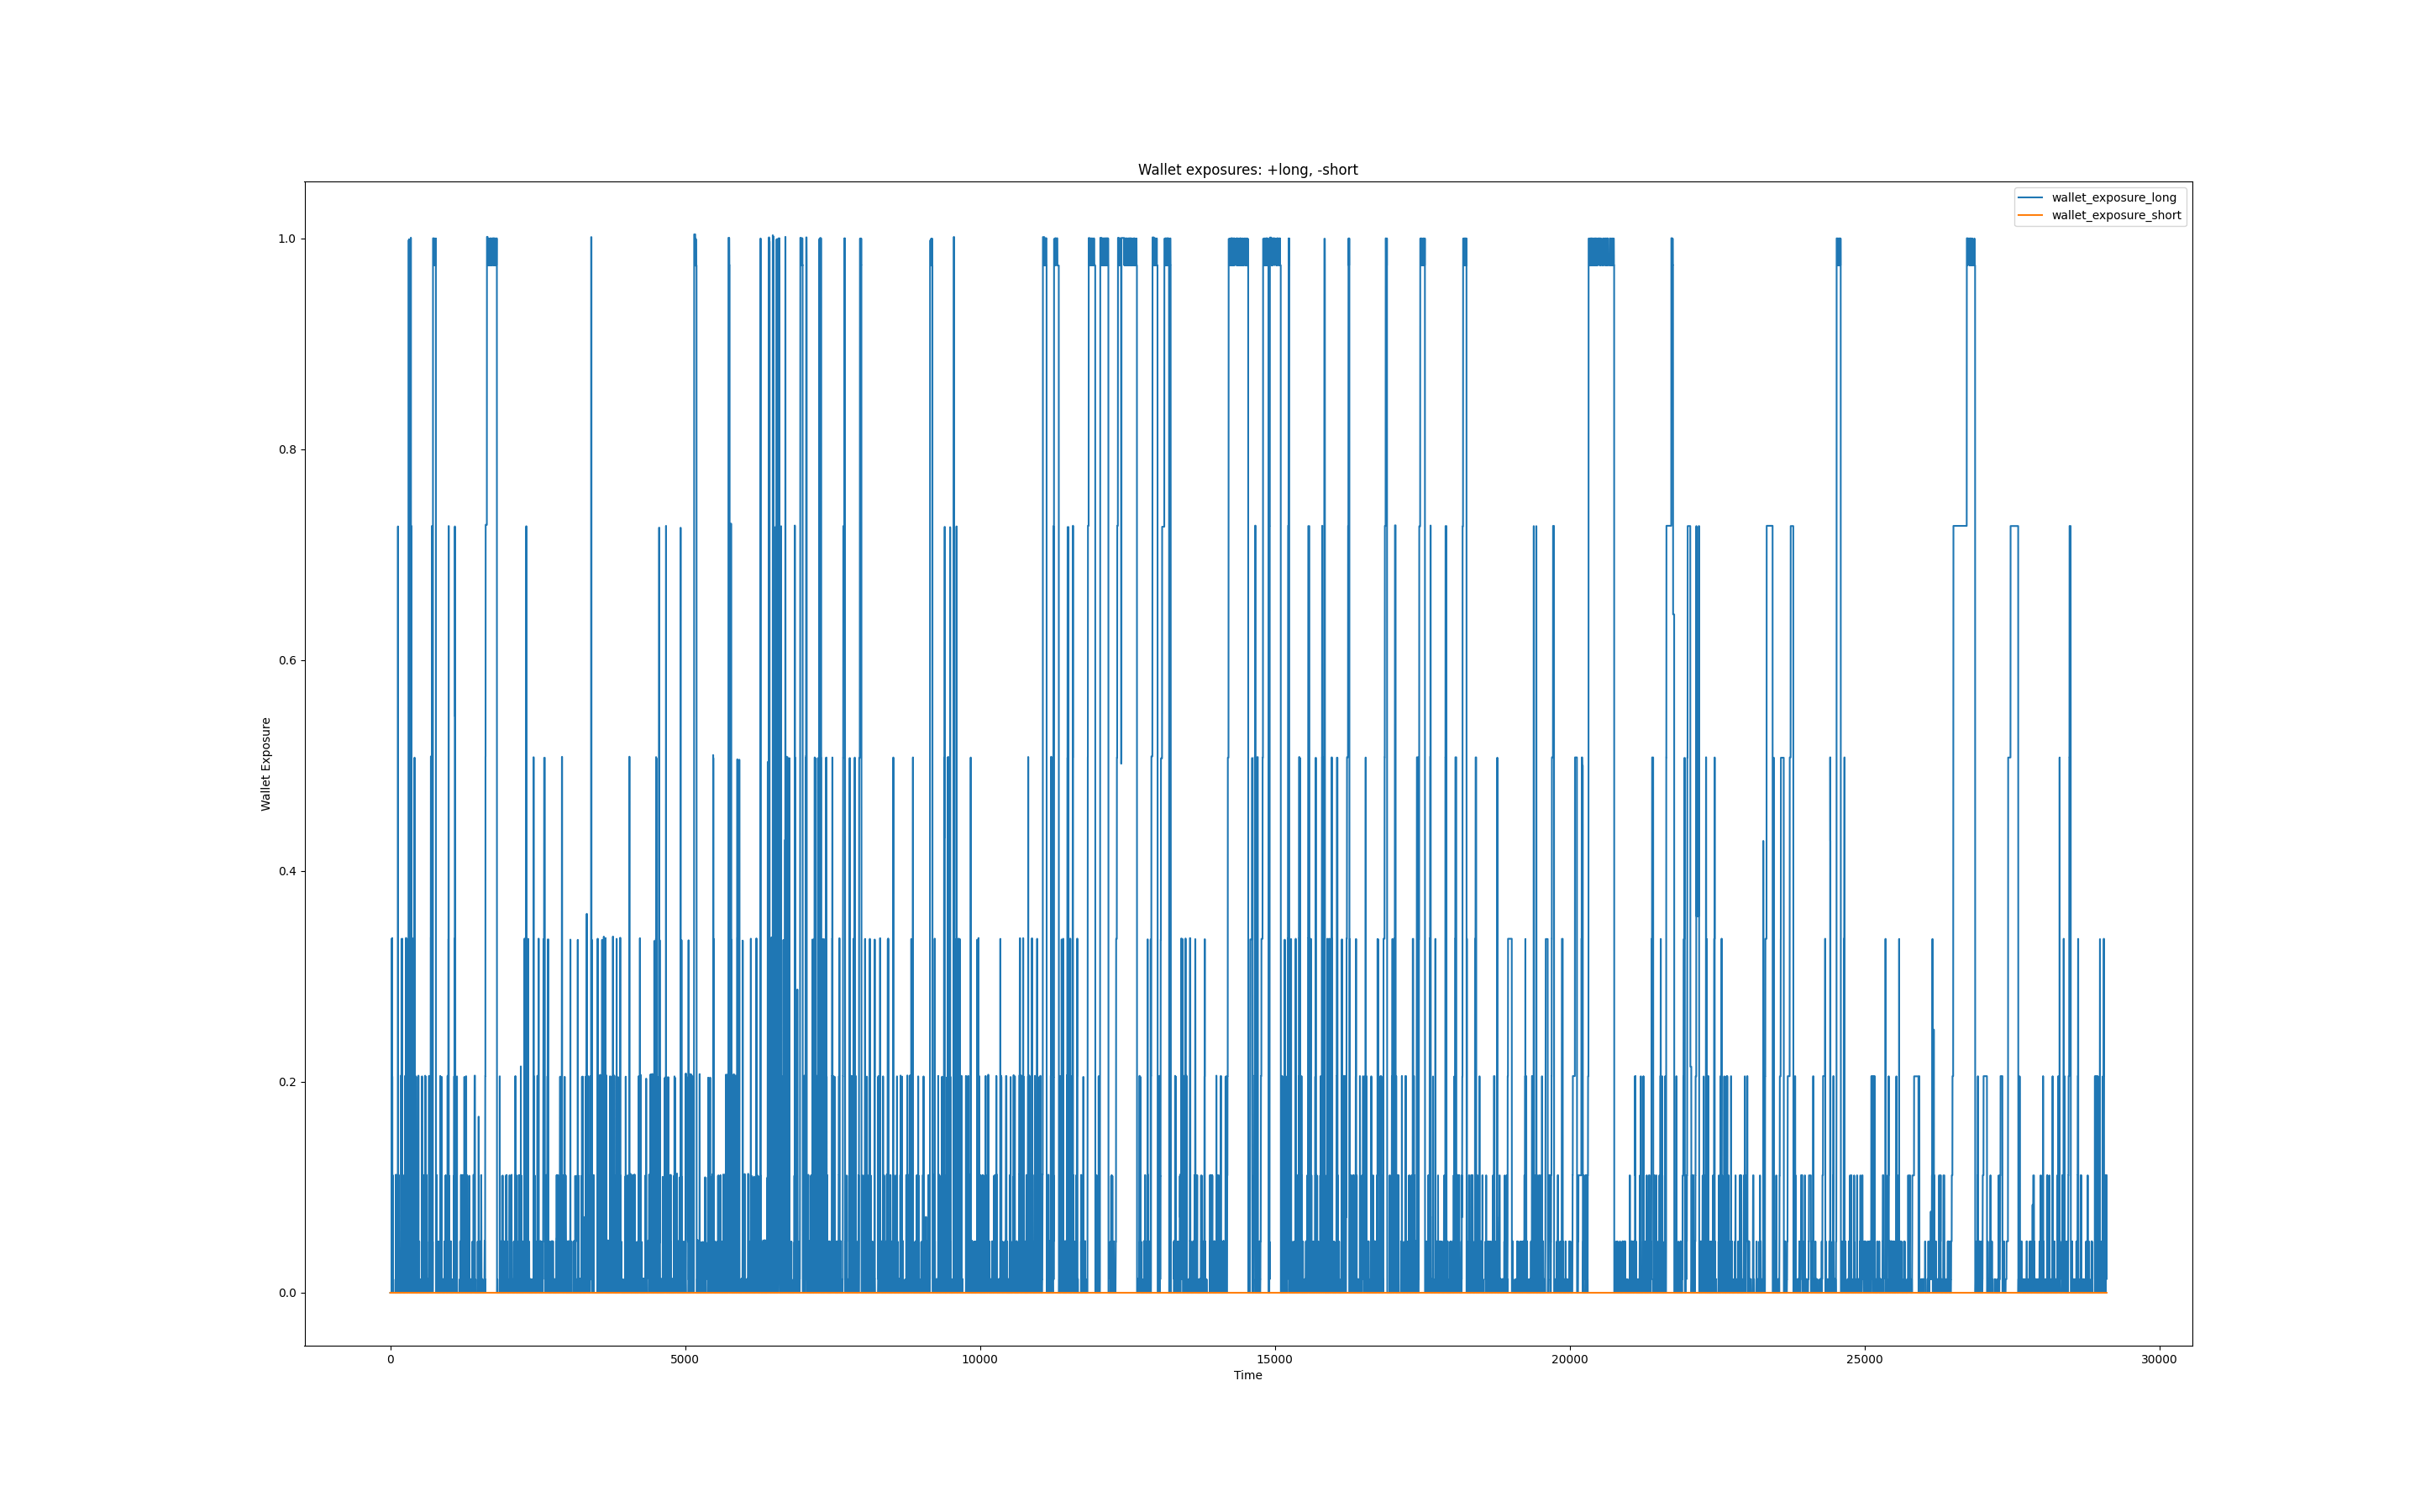 Wallet exposures: +long, -short
wallet_exposure_long
wallet_exposure_short
1.0
0.8
0.6
0.4
0.2
0.0
Wallet Exposure
0
5000
10000
15000
20000
25000
30000
Time